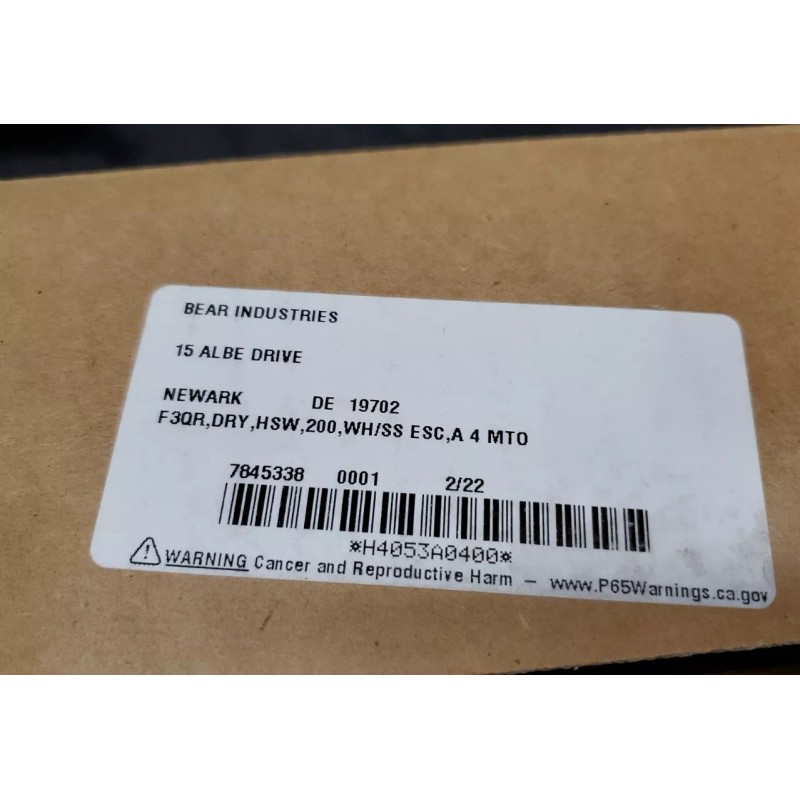 BEAR INDUSTRIES
15 ALBE DRIVE
NEWARK DE 19702
F3QR,DRY,HSW,200,WH/SS ESC,A 4 MTO
7845338 0001 2/22
*H4053A0400*
WARNING Cancer and Reproductive Harm — www.P65Warnings.ca.gov